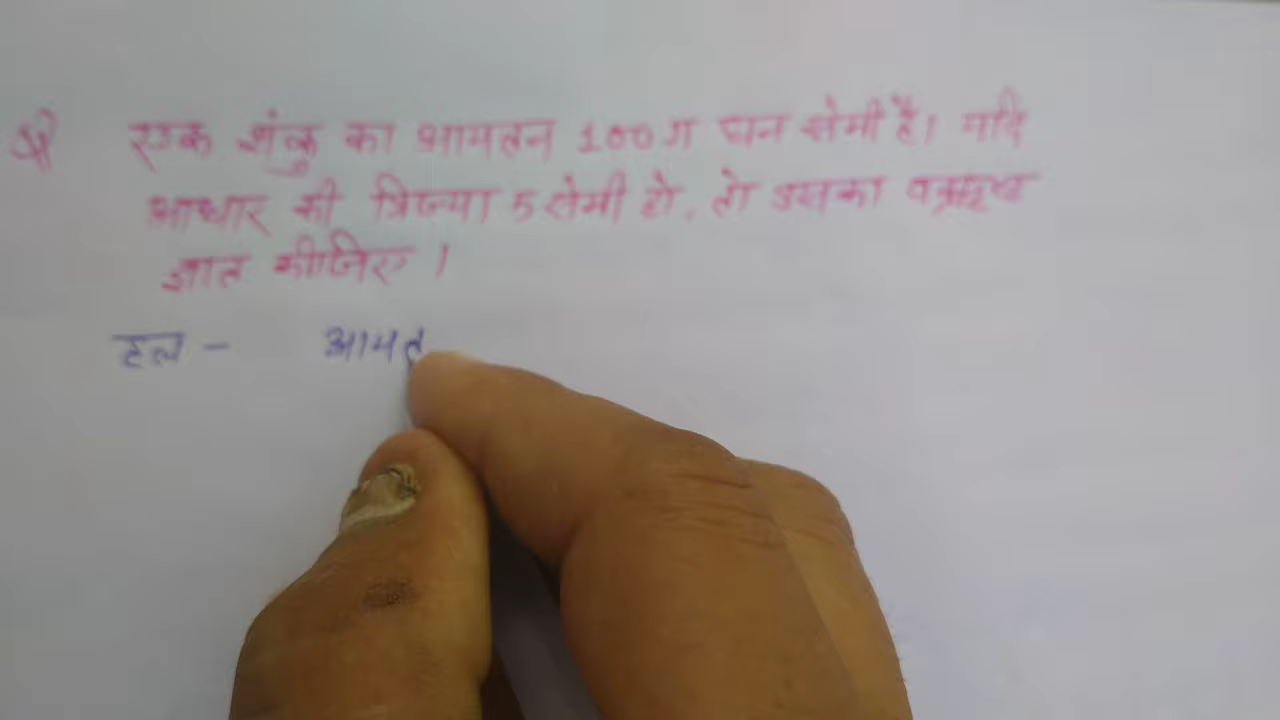 प्र एक शंकु का आयतन 100π घन सेमी है। यदि
आधार की त्रिज्या 5 सेमी हो, तो उसका वक्रपृष्ठ
ज्ञात कीजिए ।
हल - आयत